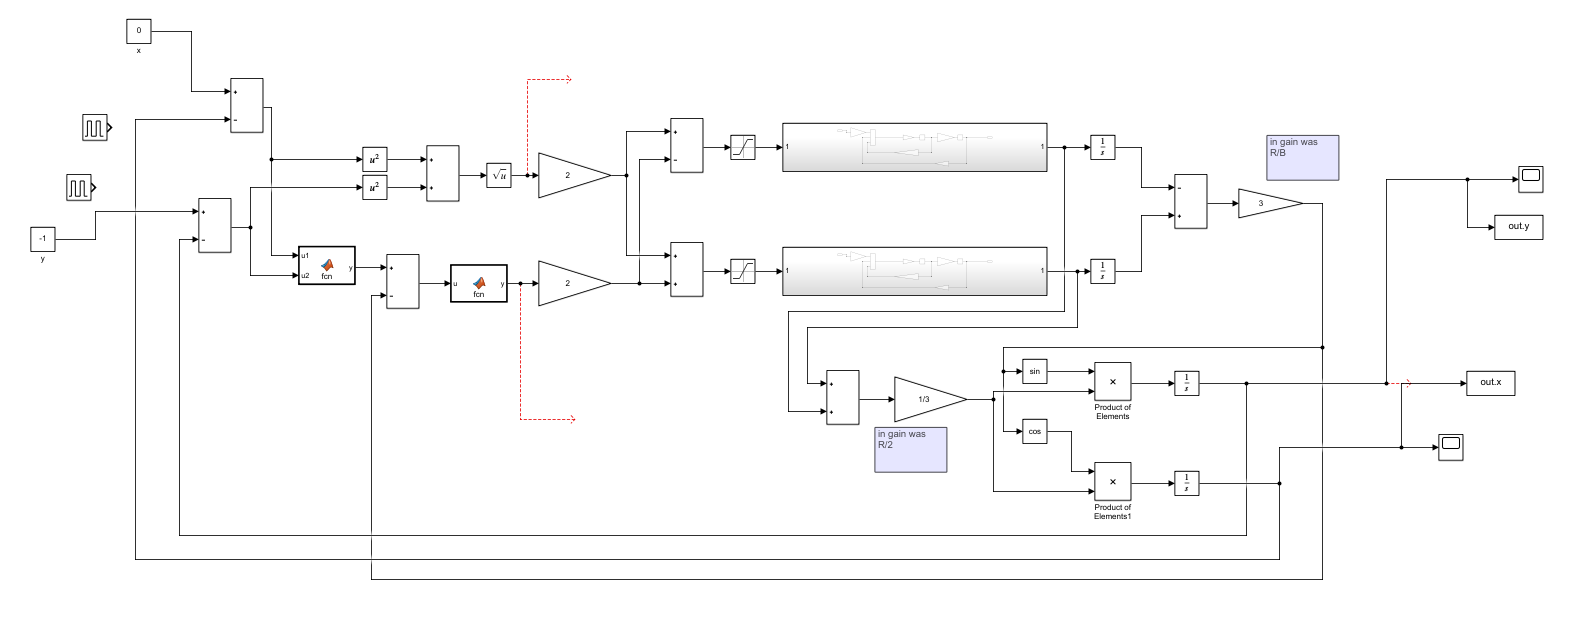 0
x
+
−
in gain was
R/B
u²
+
√u
2
+
−
1
1
1/s
u²
+
−
+
3
out.y
+
−
-1
y
u1
u2
y
fcn
+
−
u
y
fcn
2
+
+
1
1
1/s
sin
×
1/s
out.x
Product of
Elements
+
+
1/3
in gain was
R/2
cos
×
1/s
Product of
Elements1